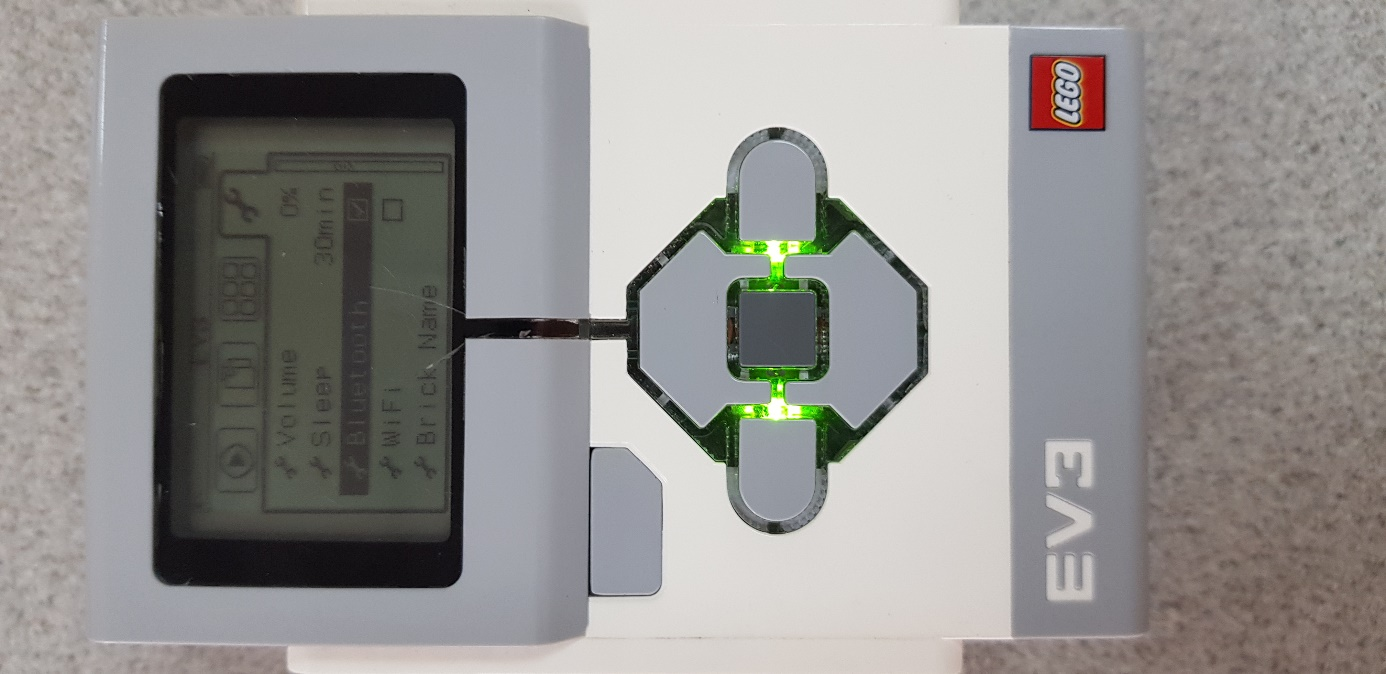 EV3
Volume 0%
Sleep 30min
Bluetooth
WiFi
Brick Name
LEGO
EV3